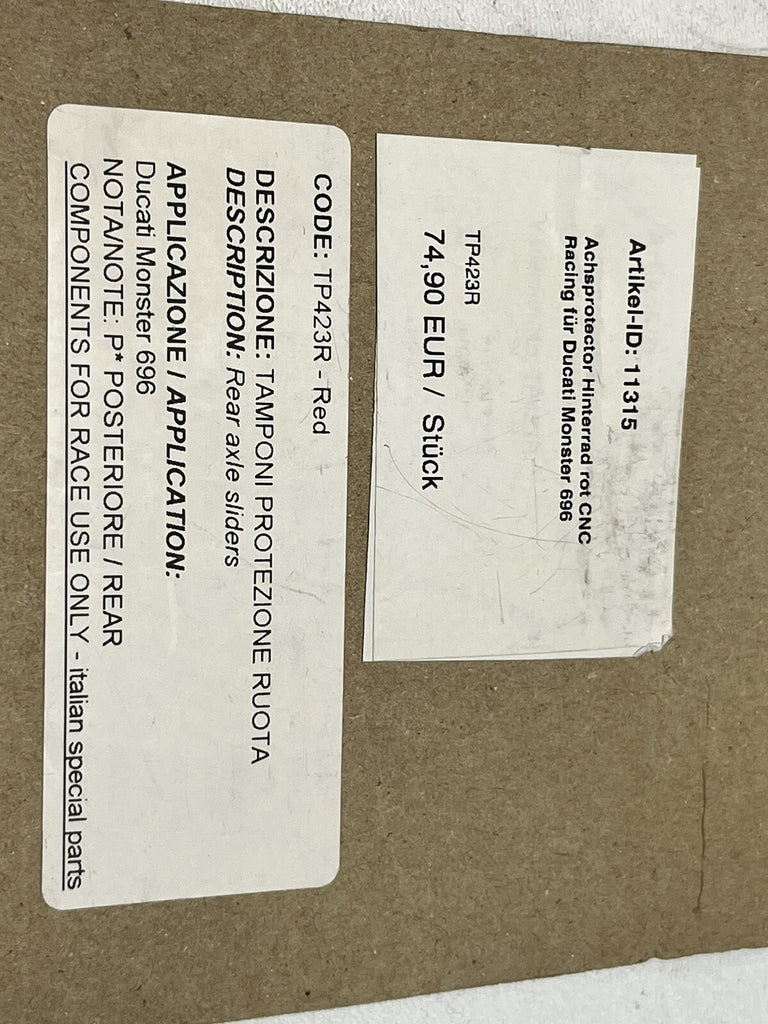 Artikel-ID: 11315
Achsprotector Hinterrad rot CNC
Racing für Ducati Monster 696
TP423R
74,90 EUR / Stück
CODE: TP423R - Red
DESCRIZIONE: TAMPONI PROTEZIONE RUOTA
DESCRIPTION: Rear axle sliders
APPLICAZIONE / APPLICATION:
Ducati Monster 696
NOTA/NOTE: P* POSTERIORE / REAR
COMPONENTS FOR RACE USE ONLY - italian special parts